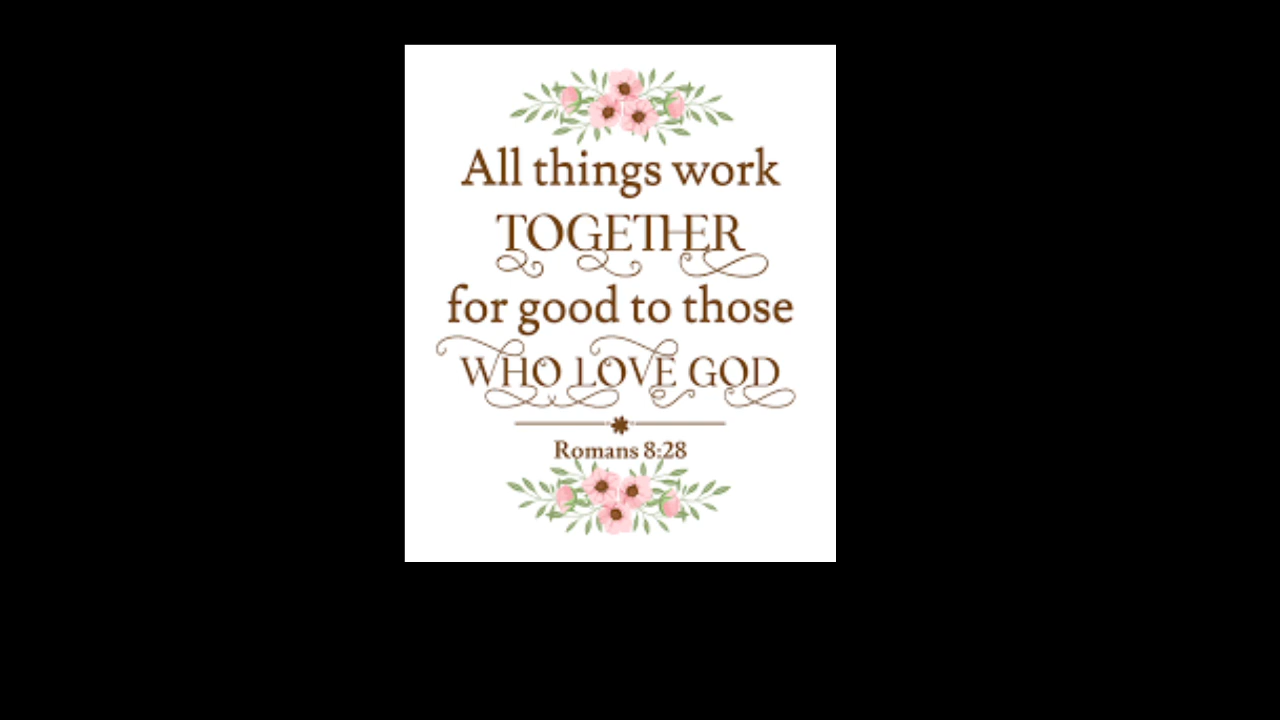 All things work
TOGETHER
for good to those
WHO LOVE GOD
Romans 8:28